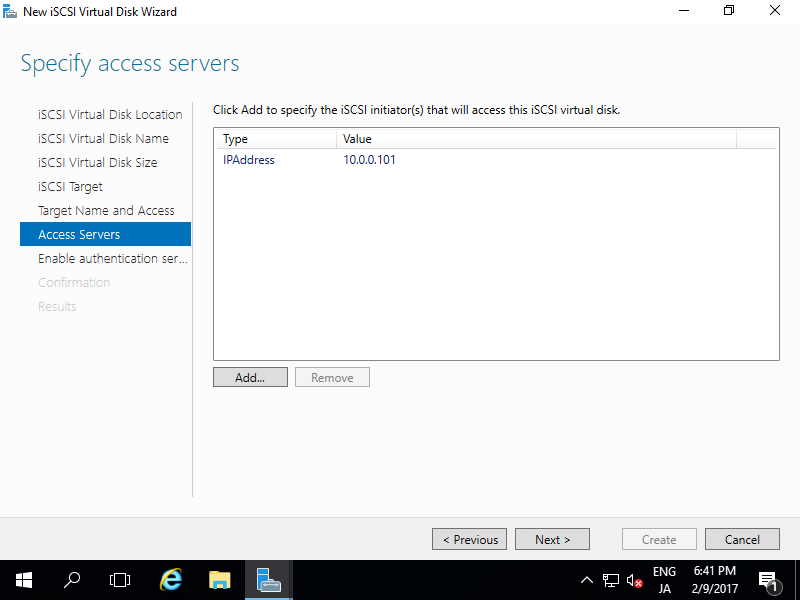 New iSCSI Virtual Disk Wizard
Specify access servers
iSCSI Virtual Disk Location
iSCSI Virtual Disk Name
iSCSI Virtual Disk Size
iSCSI Target
Target Name and Access
Access Servers
Enable authentication ser...
Confirmation
Results
Click Add to specify the iSCSI initiator(s) that will access this iSCSI virtual disk.
Type Value
IPAddress 10.0.0.101
Add... Remove
< Previous Next > Create Cancel
ENG 6:41 PM
JA 2/9/2017
1